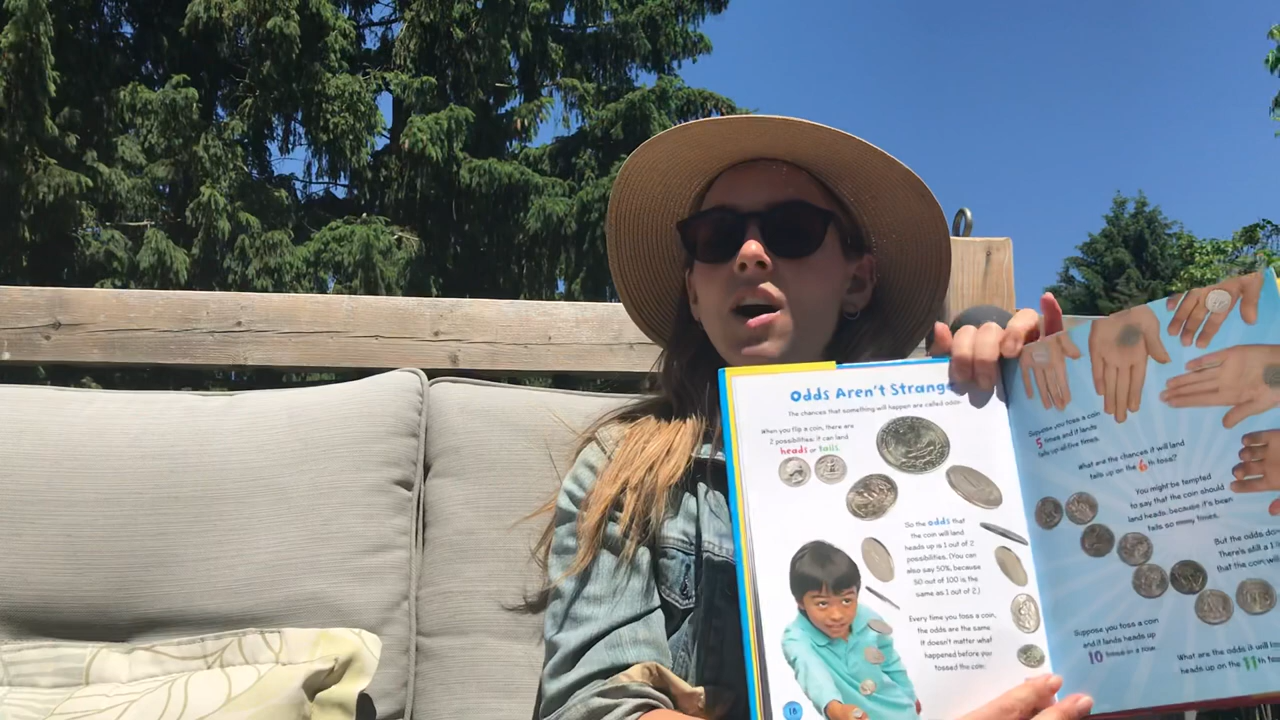 Odds Aren't Strange
The chances that something will happen are called odds.
When you flip a coin, there are
2 possibilities: it can land
heads or tails.
So the odds that
the coin will land
heads up is 1 out of 2
possibilities. (You can
also say 50%, because
50 out of 100 is the
same as 1 out of 2.)
Every time you toss a coin,
the odds are the same.
It doesn't matter what
happened before you
tossed the coin.
18
Suppose you toss a coin
5 times and it lands
tails up all five times.
What are the chances it will land
tails up on the 6th toss?
You might be tempted
to say that the coin should
land heads, because it's been
tails so many times.
But the odds don
There's still a 1 i
that the coin wil
Suppose you toss a coin
and it lands heads up
10 times in a row.
What are the odds it will la
heads up on the 11th to